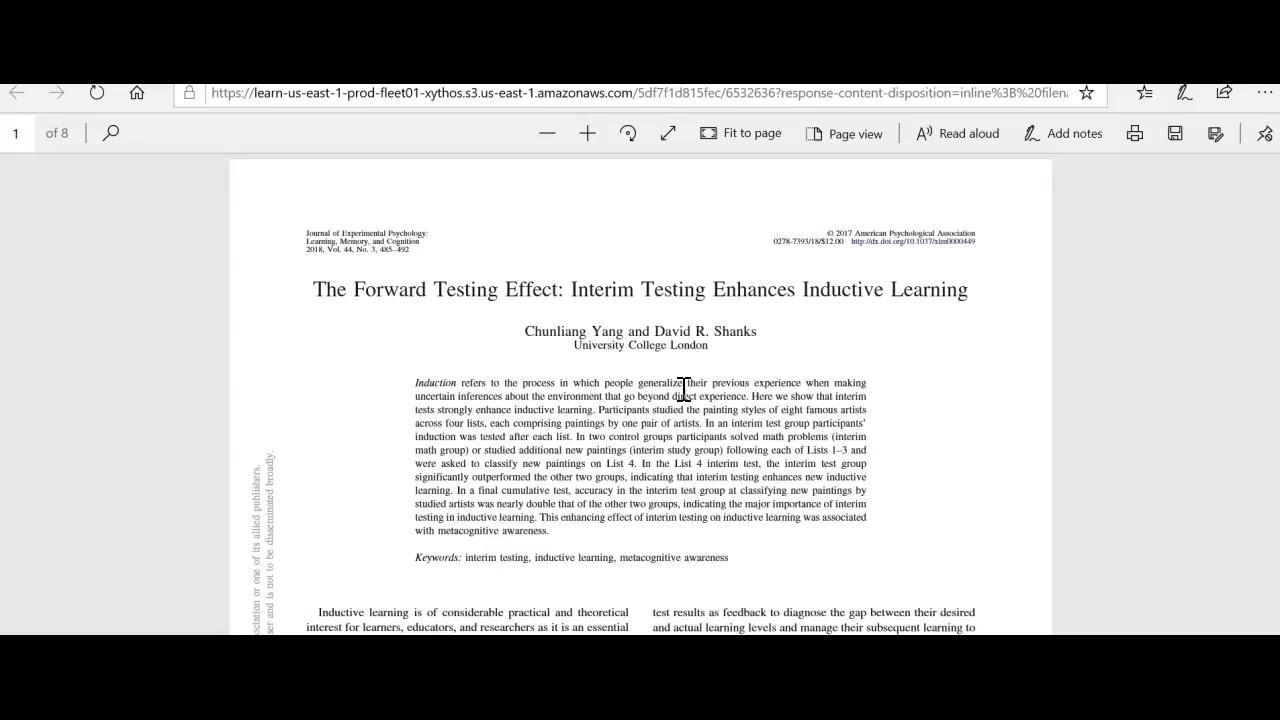 https://learn-us-east-1-prod-fleet01-xythos.s3.us-east-1.amazonaws.com/5df7f1d815fec/6532636?response-content-disposition=inline%3B%20filen
1 of 8 Fit to page Page view Read aloud Add notes
Journal of Experimental Psychology:
Learning, Memory, and Cognition
2018, Vol. 44, No. 3, 485–492
© 2017 American Psychological Association
0278-7393/18/$12.00 http://dx.doi.org/10.1037/xlm0000449
The Forward Testing Effect: Interim Testing Enhances Inductive Learning
Chunliang Yang and David R. Shanks
University College London
Induction refers to the process in which people generalize their previous experience when making
uncertain inferences about the environment that go beyond direct experience. Here we show that interim
tests strongly enhance inductive learning. Participants studied the painting styles of eight famous artists
across four lists, each comprising paintings by one pair of artists. In an interim test group participants’
induction was tested after each list. In two control groups participants solved math problems (interim
math group) or studied additional new paintings (interim study group) following each of Lists 1–3 and
were asked to classify new paintings on List 4. In the List 4 interim test, the interim test group
significantly outperformed the other two groups, indicating that interim testing enhances new inductive
learning. In a final cumulative test, accuracy in the interim test group at classifying new paintings by
studied artists was nearly double that of the other two groups, indicating the major importance of interim
testing in inductive learning. This enhancing effect of interim testing on inductive learning was associated
with metacognitive awareness.
Keywords: interim testing, inductive learning, metacognitive awareness
Inductive learning is of considerable practical and theoretical
interest for learners, educators, and researchers as it is an essential
test results as feedback to diagnose the gap between their desired
and actual learning levels and manage their subsequent learning to
ociation or one of its allied publishers.
ser and is not to be disseminated broadly.